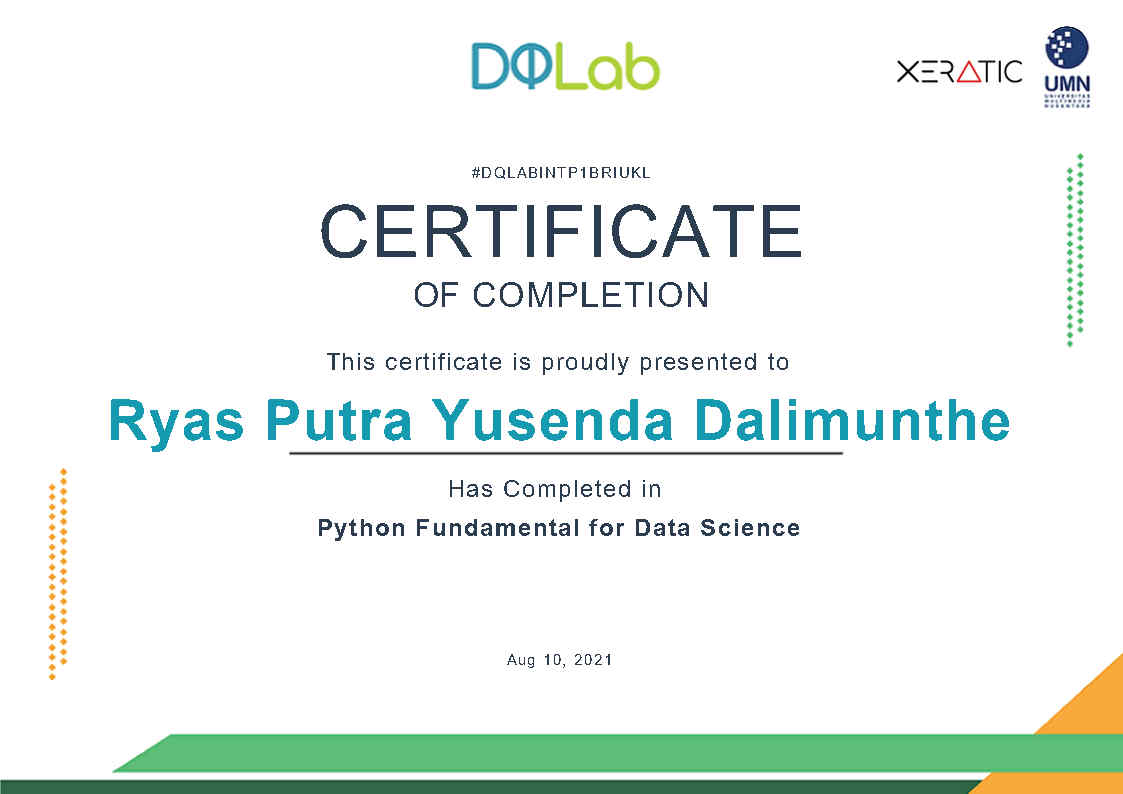 DQLab
XERATIC
UMN
UNIVERSITAS
MULTIMEDIA
NUSANTARA
#DQLABINTP1BRIUKL
CERTIFICATE
OF COMPLETION
This certificate is proudly presented to
Ryas Putra Yusenda Dalimunthe
Has Completed in
Python Fundamental for Data Science
Aug 10, 2021